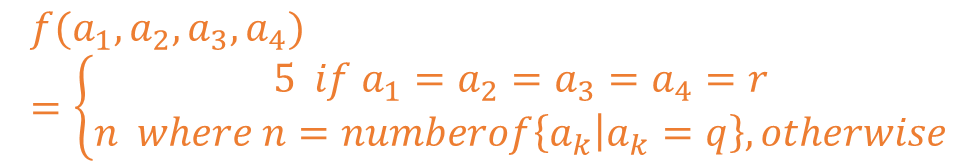 f(a₁, a₂, a₃, a₄)
5 if a₁ = a₂ = a₃ = a₄ = r
= {
n where n = numberof{aₖ|aₖ = q}, otherwise